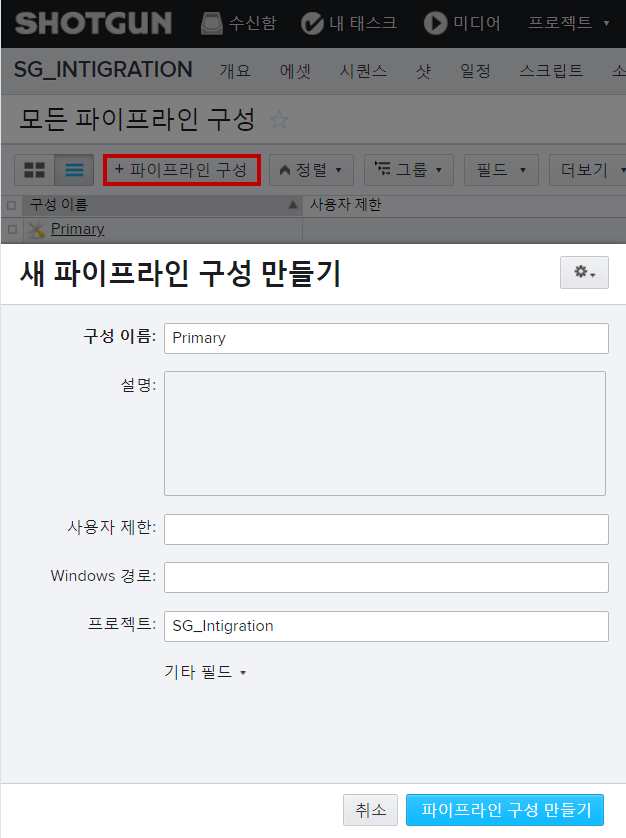 SHOTGUN 수신함 내 태스크 미디어 프로젝트
SG_INTIGRATION 개요 에셋 시퀀스 샷 일정 스크립트 소
모든 파이프라인 구성
+ 파이프라인 구성 정렬 그룹 필드 더보기
구성 이름 사용자 제한
Primary
새 파이프라인 구성 만들기
구성 이름: Primary
설명:
사용자 제한:
Windows 경로:
프로젝트: SG_Intigration
기타 필드
취소 파이프라인 구성 만들기